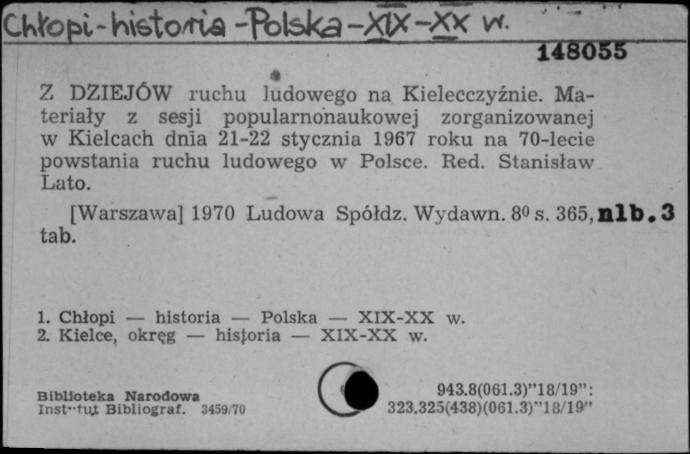 Chłopi-historia-Polska-XIX-XX w.
148055
Z DZIEJÓW ruchu ludowego na Kielecczyźnie. Ma-
teriały z sesji popularnonaukowej zorganizowanej
w Kielcach dnia 21-22 stycznia 1967 roku na 70-lecie
powstania ruchu ludowego w Polsce. Red. Stanisław
Lato.
[Warszawa] 1970 Ludowa Spółdz. Wydawn. 8⁰ s. 365, nlb. 3
tab.
1. Chłopi — historia — Polska — XIX-XX w.
2. Kielce, okręg — historia — XIX-XX w.
Biblioteka Narodowa
Instytut Bibliograf. 3459/70
943.8(061.3)"18/19":
323.325(438)(061.3)"18/19"